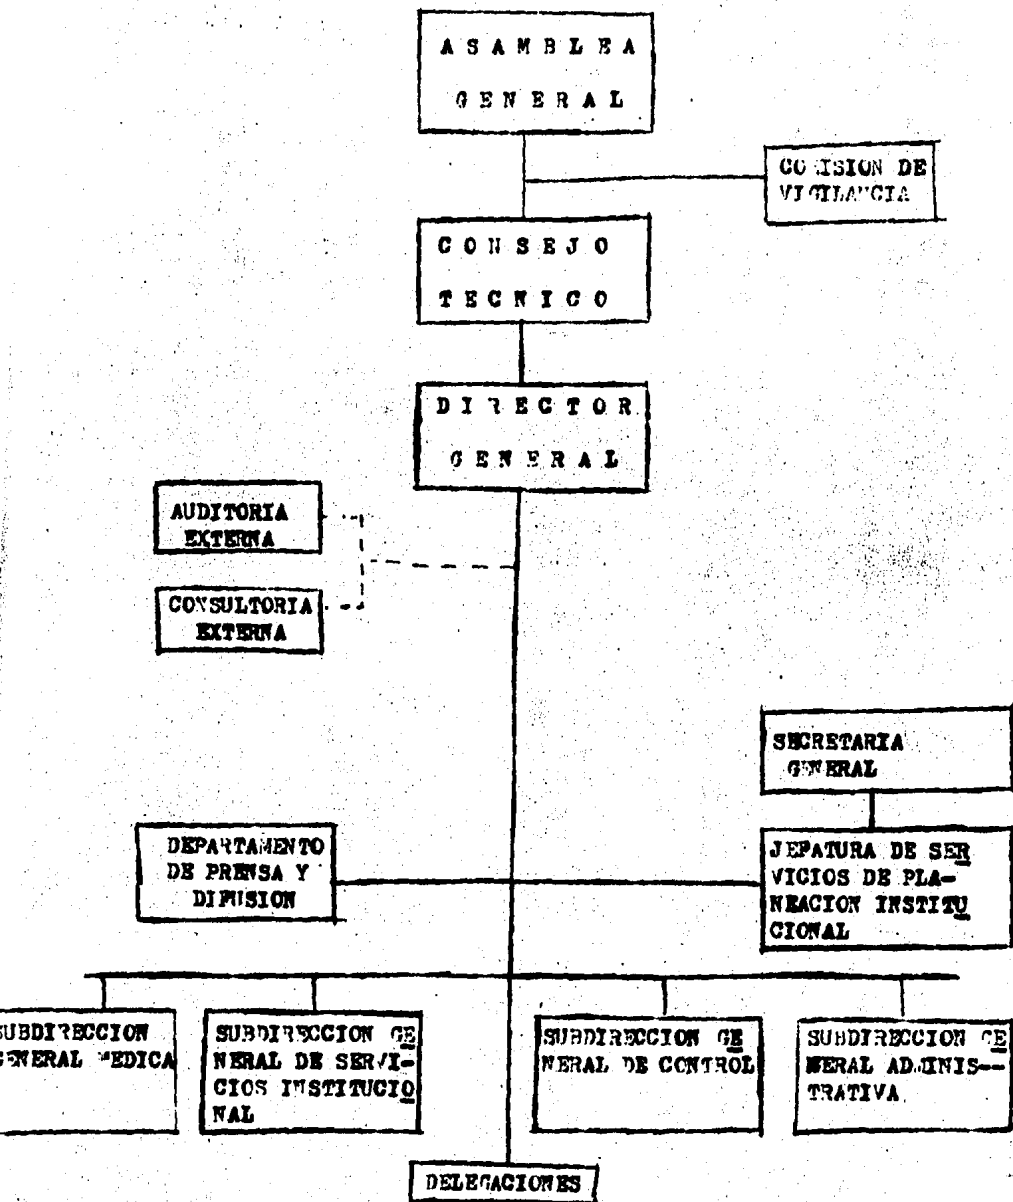 A S A M B L E A
G E N E R A L
COMISION DE
VIGILANCIA
C O N S E J O
T E C N I C O
D I R E C T O R
G E N E R A L
AUDITORIA
EXTERNA
CONSULTORIA
EXTERNA
SECRETARIA
GENERAL
DEPARTAMENTO
DE PRENSA Y
DIFUSION
JEFATURA DE SER
VICIOS DE PLA-
NEACION INSTITU
CIONAL
SUBDIRECCION
GENERAL MEDICA
SUBDIRECCION GE
NERAL DE SERVI-
CIOS INSTITUCIO
NAL
SUBDIRECCION GE
NERAL DE CONTROL
SUBDIRECCION GE
NERAL ADMINIS--
TRATIVA
DELEGACIONES